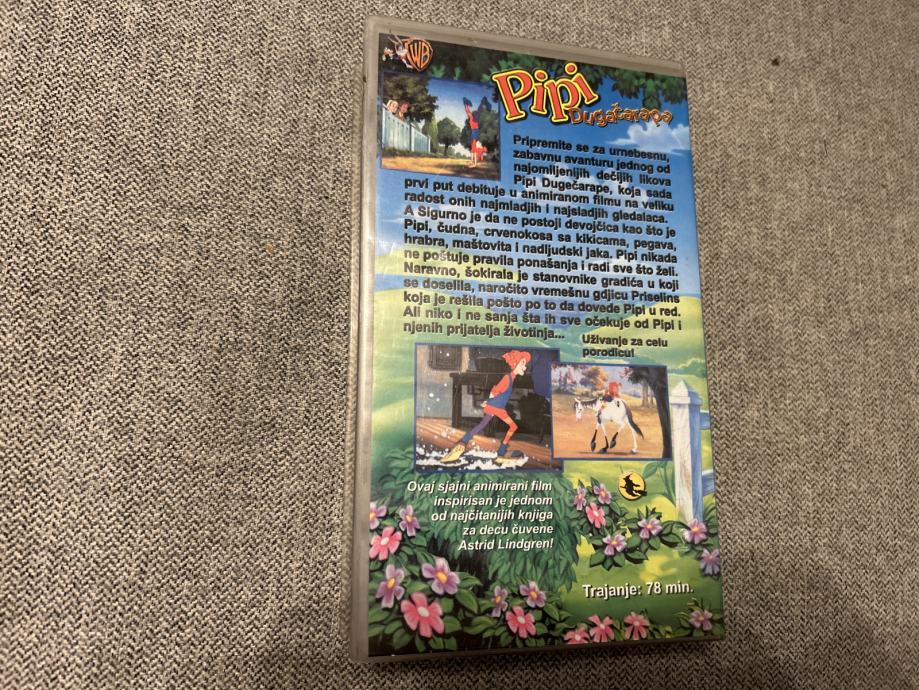 WB
Pipi
Dugačarapa
Pripremite se za urnebesnu,
zabavnu avanturu jednog od
najomiljenijih dečijih likova
Pipi Dugečarape, koja sada
prvi put debituje u animiranom filmu na veliku
radost onih najmladjih i najsladjih gledalaca.
A Sigurno je da ne postoji devojčica kao što je
Pipi, čudna, crvenokosa sa kikicama, pegava,
hrabra, maštovita i nadljudski jaka. Pipi nikada
ne poštuje pravila ponašanja i radi sve što želi.
Naravno, šokirala je stanovnike gradića u koji
se doselila, naročito vremešnu gdjicu Priselins
koja je rešila pošto po to da dovede Pipi u red.
Ali niko i ne sanja šta ih sve očekuje od Pipi i
njenih prijatelja životinja...
Uživanje za celu
porodicu!
Ovaj sjajni animirani film
inspirisan je jednom
od najčitanijih knjiga
za decu čuvene
Astrid Lindgren!
Trajanje: 78 min.